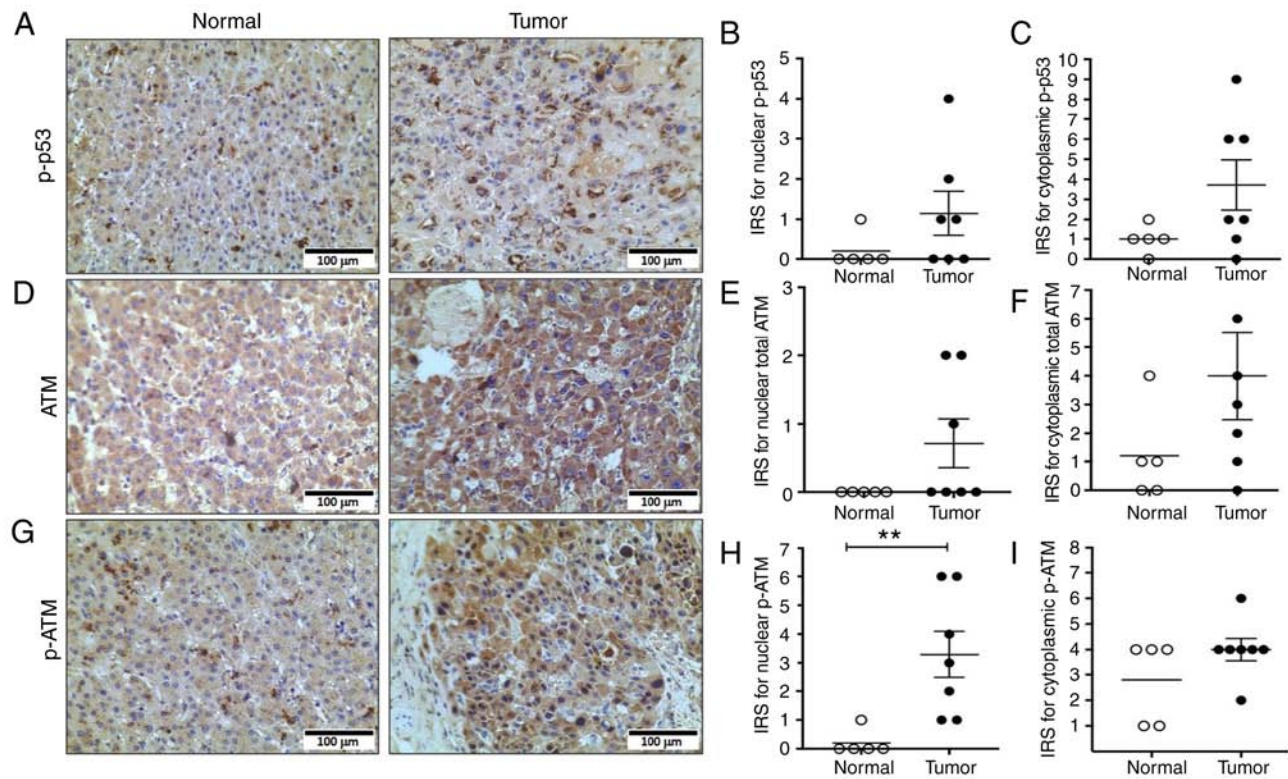 A
Normal
Tumor
p-p53
100 µm
100 µm
B
IRS for nuclear p-p53
5
4
3
2
1
0
Normal
Tumor
C
IRS for cytoplasmic p-p53
10
9
8
7
6
5
4
3
2
1
0
Normal
Tumor
D
ATM
100 µm
100 µm
E
IRS for nuclear total ATM
3
2
1
0
Normal
Tumor
F
IRS for cytoplasmic total ATM
7
6
5
4
3
2
1
0
Normal
Tumor
G
p-ATM
100 µm
100 µm
H
IRS for nuclear p-ATM
7
6
5
4
3
2
1
0
**
Normal
Tumor
I
IRS for cytoplasmic p-ATM
8
7
6
5
4
3
2
1
Normal
Tumor